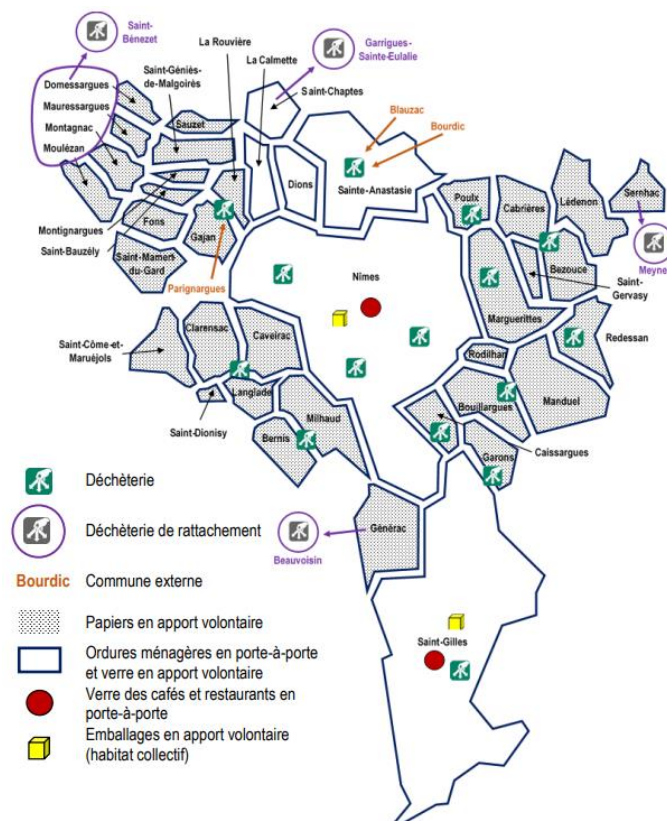 Saint-
Bénezet
La Rouvière
Garrigues-
Sainte-Eulalie
Saint-Géniès-
de-Malgoirès
La Calmette
Domessargues
Saint-Chaptes
Mauressargues
Sauzet
Blauzac
Montagnac
Bourdic
Moulèzan
Dions
Sainte-Anastasie
Poulx
Cabrières
Lédenon
Sernhac
Montignargues
Fons
Saint-Bauzély
Gajan
Saint-Mamert-
du-Gard
Nîmes
Bezouce
Meyne
Saint-
Gervasy
Parignargues
Marguerittes
Clarensac
Caveirac
Redessan
Saint-Côme-et-
Maruéjols
Rodilhan
Langlade
Manduel
Bouillargues
Saint-Dionisy
Milhaud
Bernis
Caissargues
Garons
Déchèterie
Générac
Déchèterie de rattachement
Beauvoisin
Bourdic
Commune externe
Papiers en apport volontaire
Saint-Gilles
Ordures ménagères en porte-à-porte
et verre en apport volontaire
Verre des cafés et restaurants en
porte-à-porte
Emballages en apport volontaire
(habitat collectif)